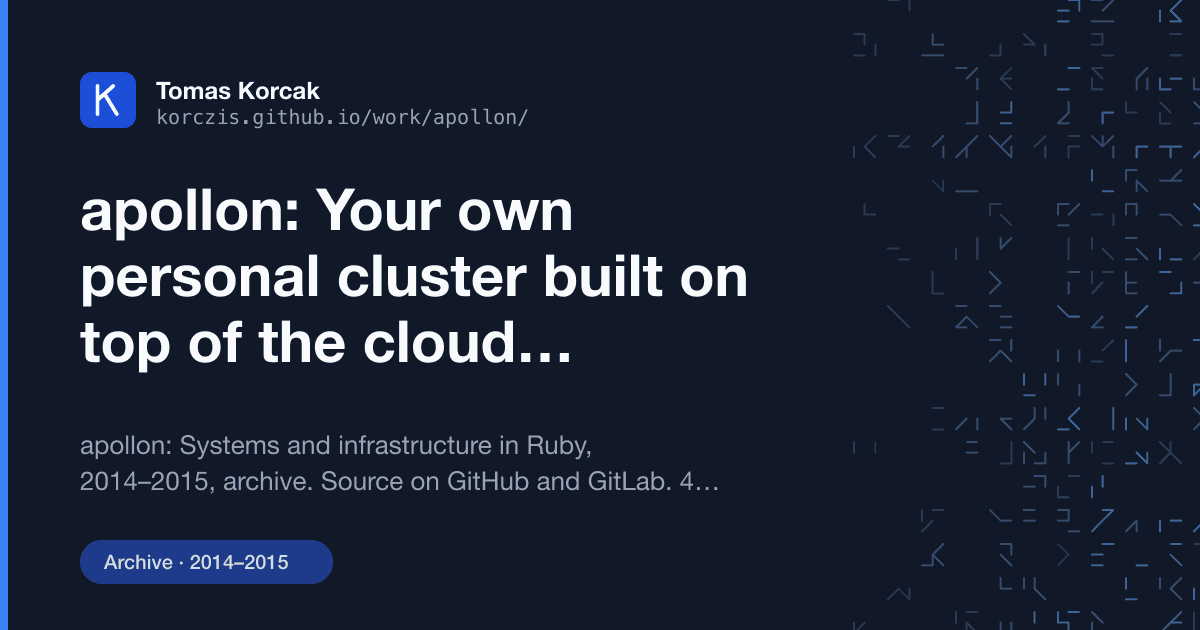 K
Tomas Korcak
korczis.github.io/work/apollon/
apollon: Your own
personal cluster built on
top of the cloud…
apollon: Systems and infrastructure in Ruby,
2014–2015, archive. Source on GitHub and GitLab. 4…
Archive · 2014–2015